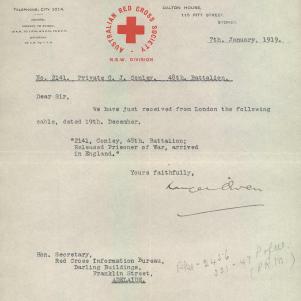 TELEPHONE, CITY 5014.
DALTON HOUSE,
115 PITT STREET,
SYDNEY.
AUSTRALIAN RED CROSS SOCIETY
N.S.W. DIVISION
7th. January, 1919.
No. 2141. Private C. J. Conley, 48th. Battalion.
Dear Sir,
We have just received from London the following
cable, dated 19th. December.
"2141, Conley, 48th. Battalion;
Released Prisoner of War, arrived
in England."
Yours faithfully,
Hon. Secretary,
Red Cross Information Bureau,
Darling Buildings,
Franklin Street,
ADELAIDE.